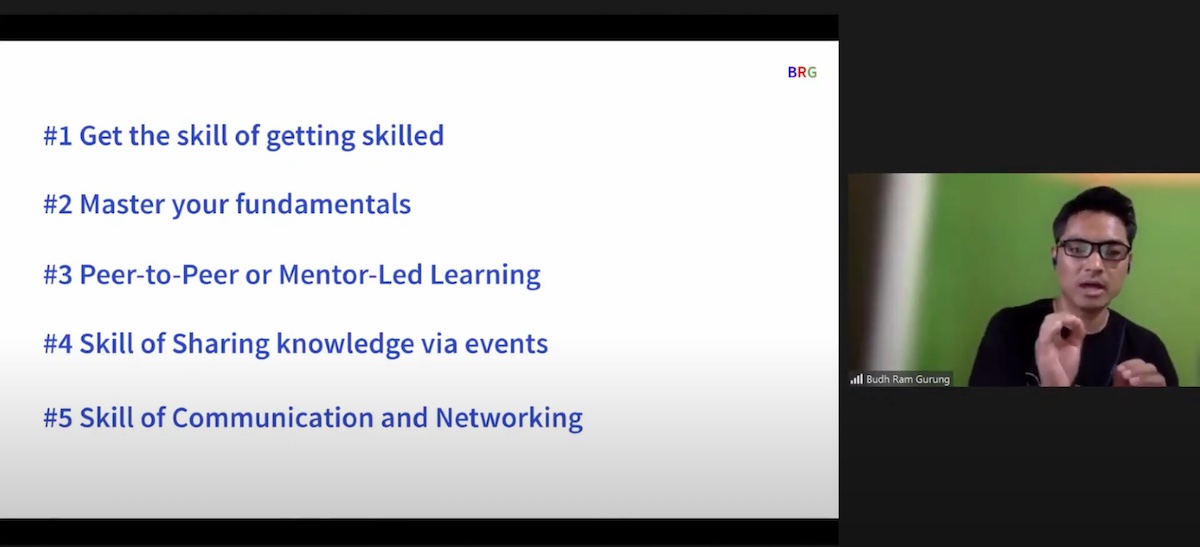 BRG
#1 Get the skill of getting skilled
#2 Master your fundamentals
#3 Peer-to-Peer or Mentor-Led Learning
#4 Skill of Sharing knowledge via events
#5 Skill of Communication and Networking
Budh Ram Gurung